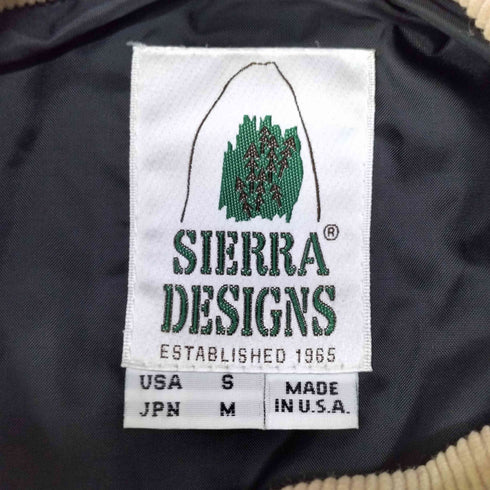 SIERRA®
DESIGNS
ESTABLISHED 1965
USA S
JPN M
MADE
IN U.S.A.